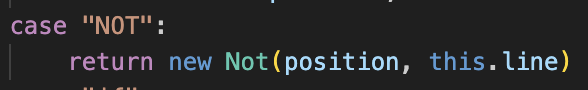 case "NOT":
return new Not(position, this.line)